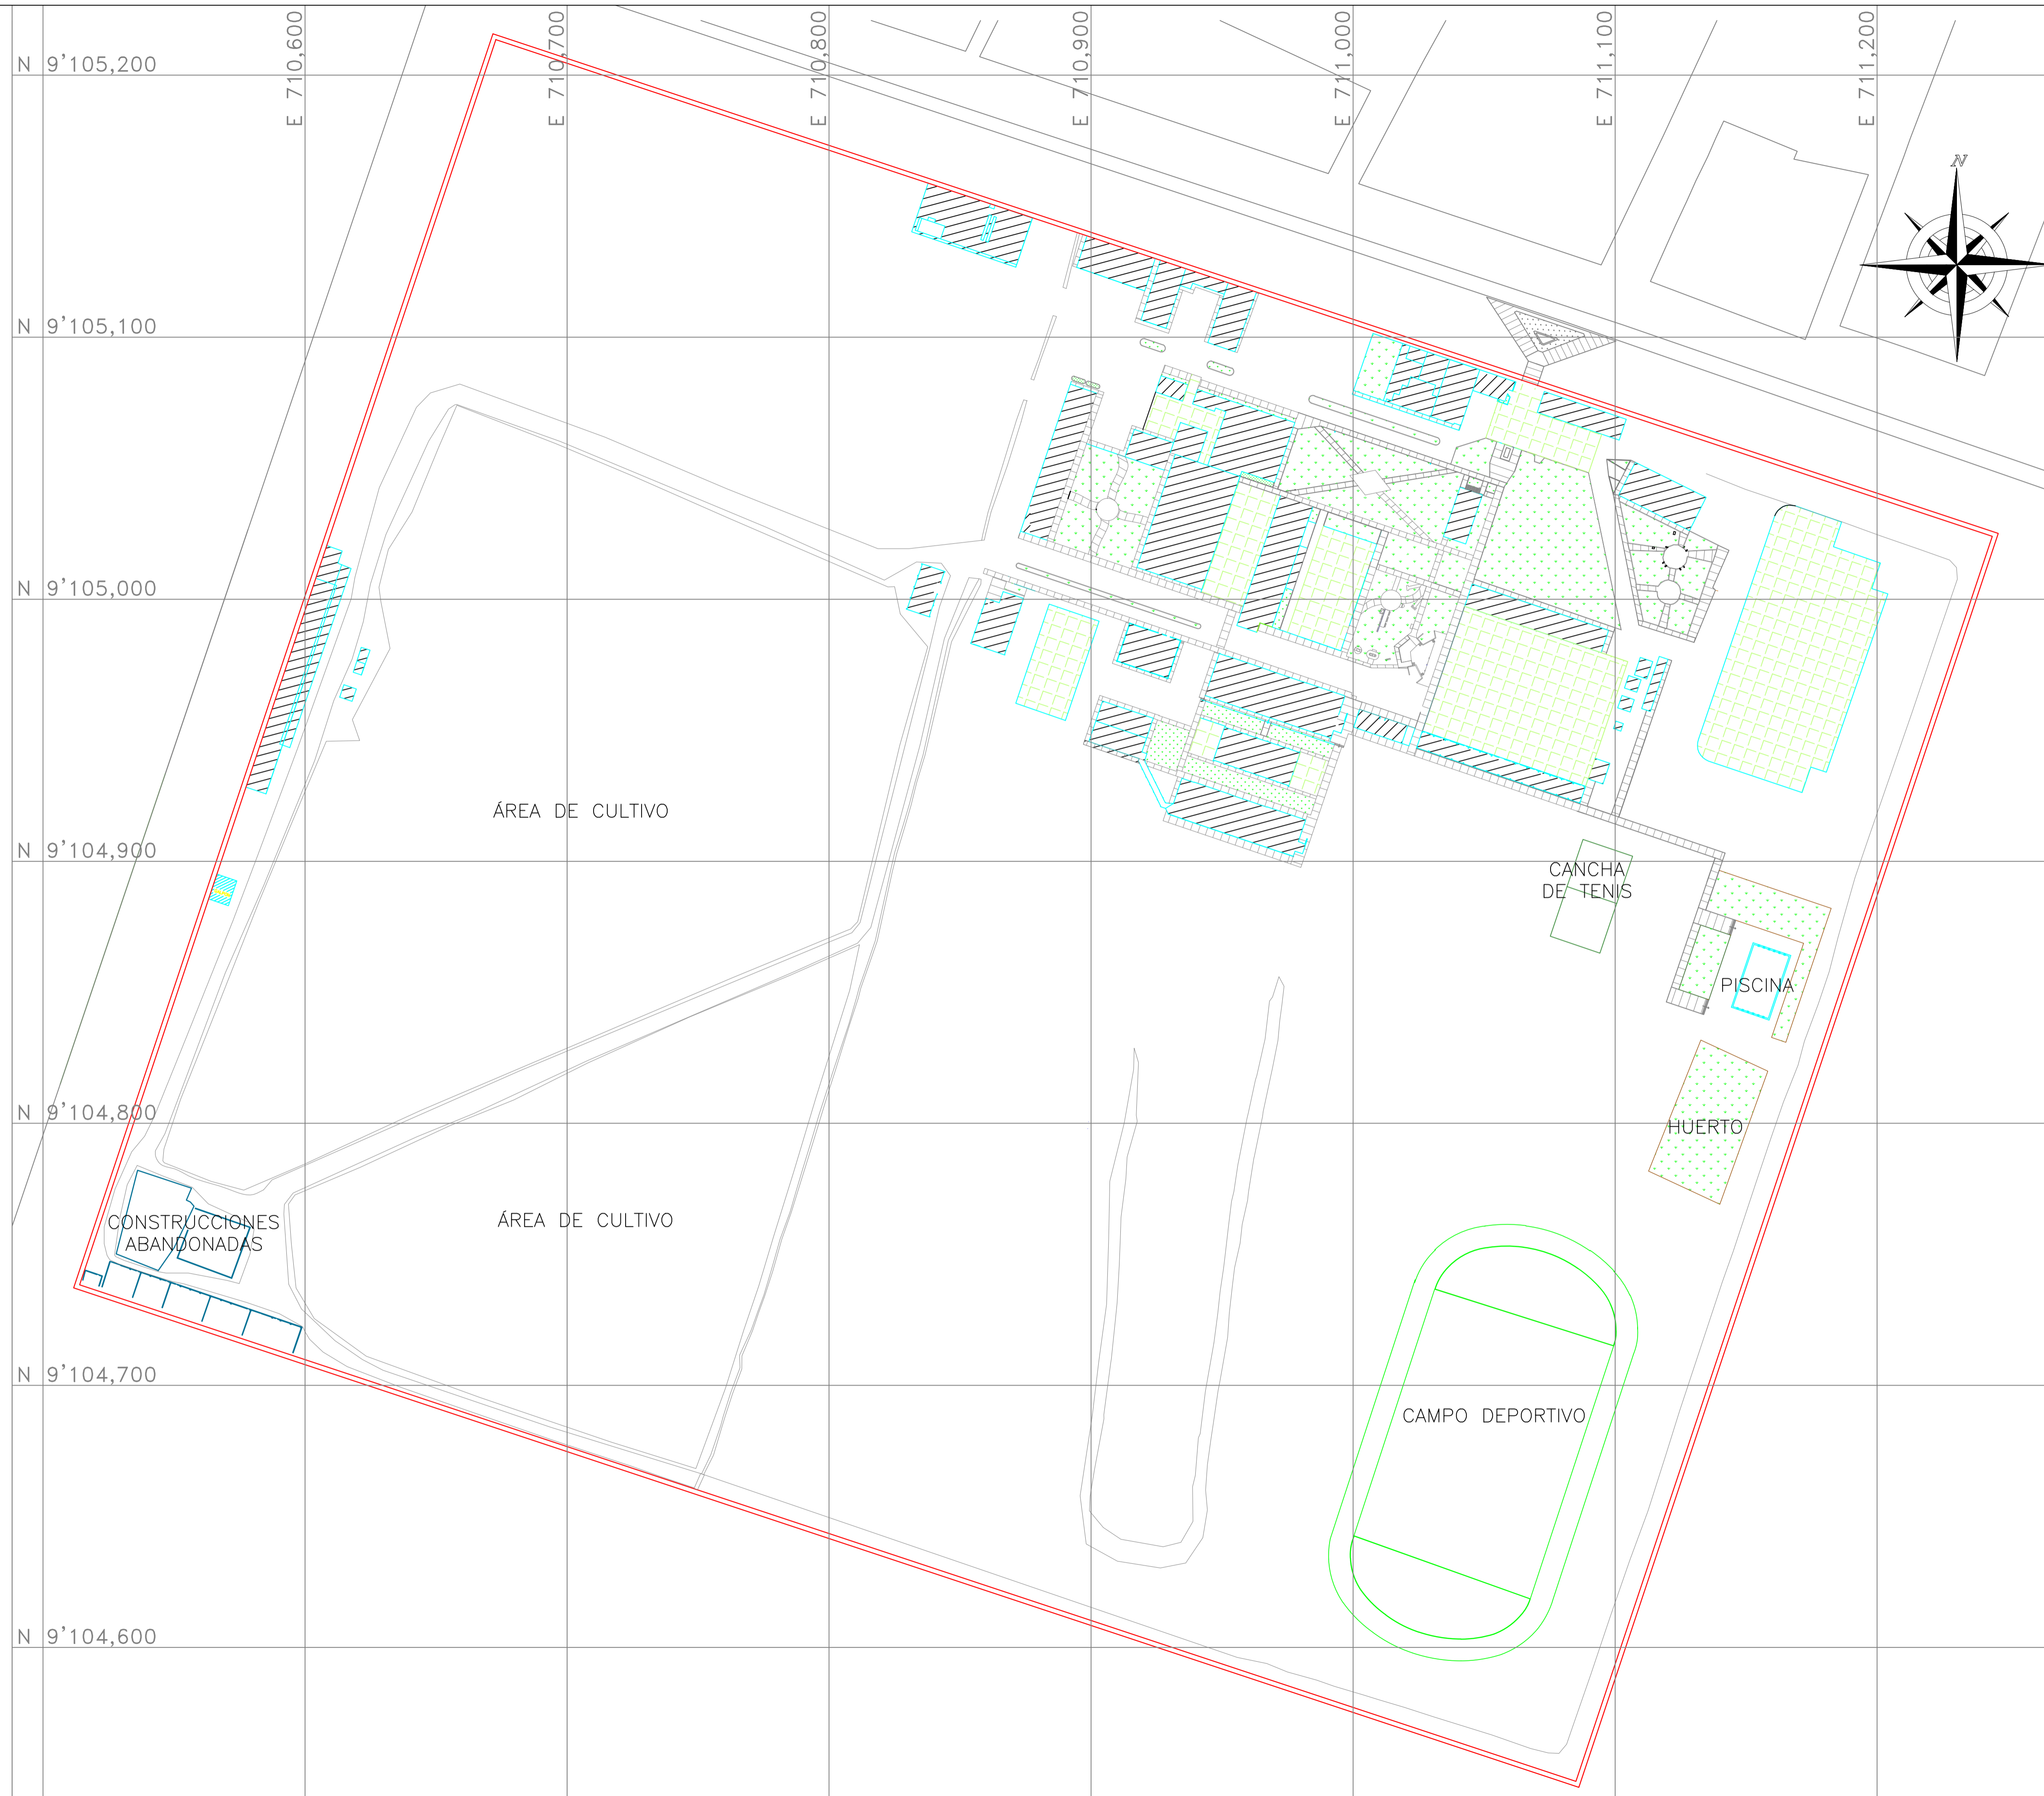 E 710,600
E 710,700
E 710,800
E 710,900
E 711,000
E 711,100
E 711,200
N 9'105,200
N
N 9'105,100
N 9'105,000
ÁREA DE CULTIVO
N 9'104,900
CANCHA
DE TENIS
PISCINA
N 9'104,800
HUERTO
CONSTRUCCIONES
ABANDONADAS
ÁREA DE CULTIVO
N 9'104,700
CAMPO DEPORTIVO
N 9'104,600